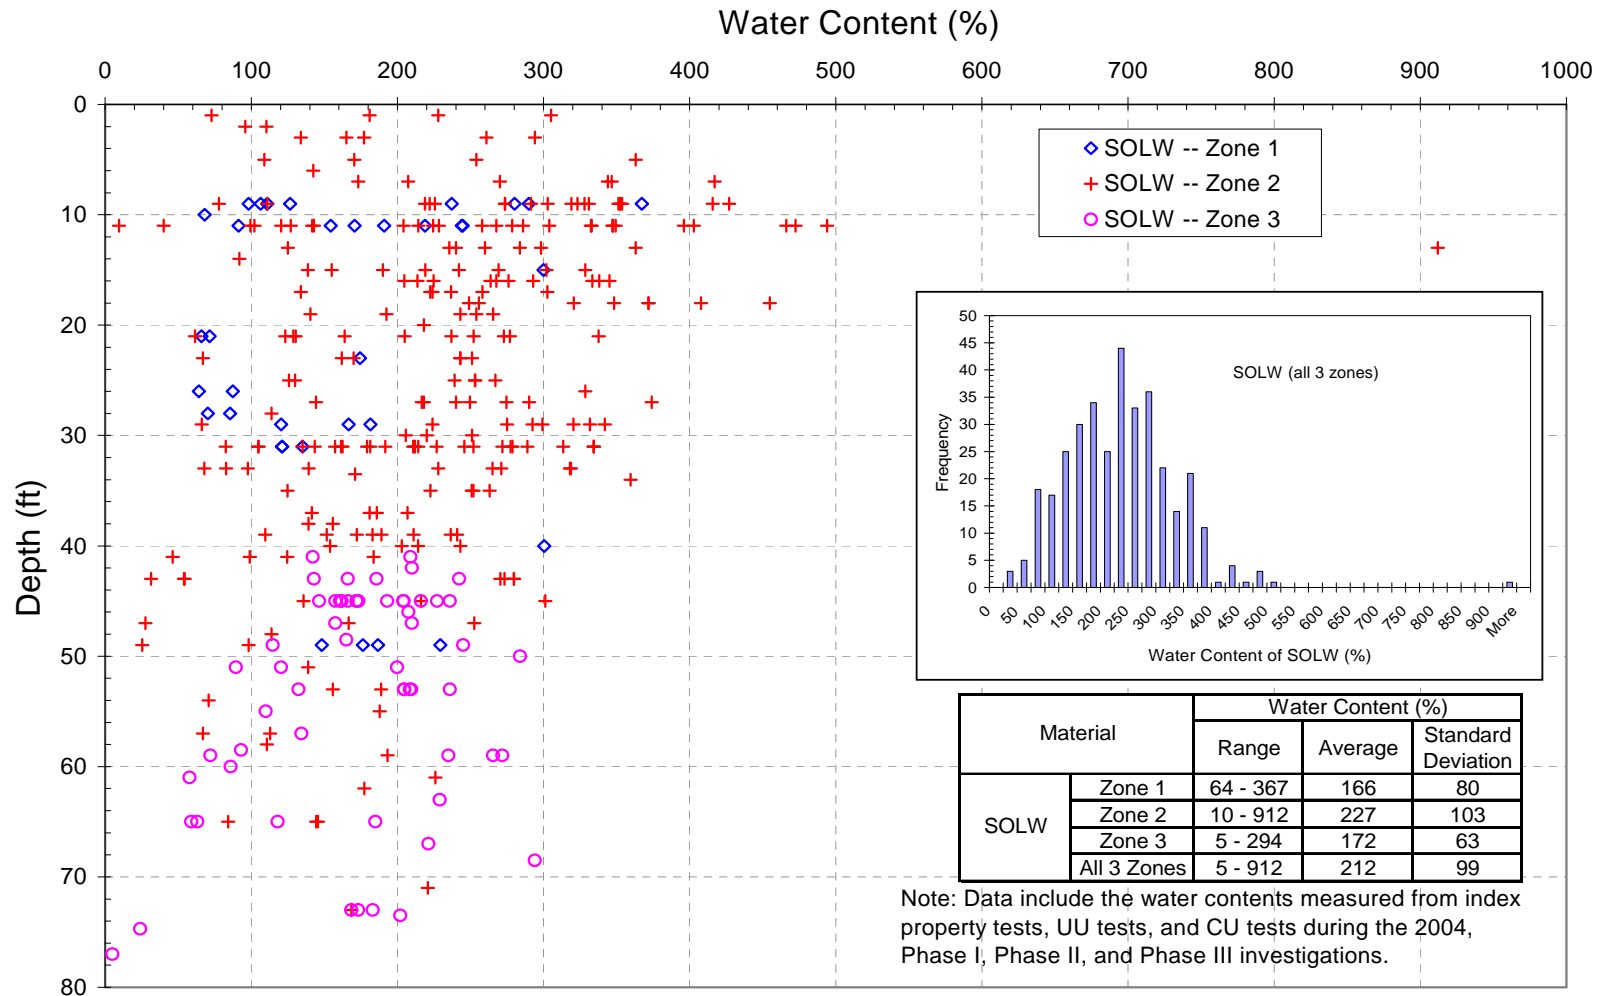 Water Content (%)
0 100 200 300 400 500 600 700 800 900 1000
Depth (ft)
0
10
20
30
40
50
60
70
80
SOLW -- Zone 1
SOLW -- Zone 2
SOLW -- Zone 3
SOLW (all 3 zones)
Frequency
50
45
40
35
30
25
20
15
10
5
0
0 50 100 150 200 250 300 350 400 450 500 650 700 750 800 900 More
Water Content of SOLW (%)
Material Water Content (%)
Range Average Standard Deviation
SOLW
Zone 1 64 - 367 166 80
Zone 2 10 - 912 227 103
Zone 3 5 - 294 172 63
All 3 Zones 5 - 912 212 99
Note: Data include the water contents measured from index
property tests, UU tests, and CU tests during the 2004,
Phase I, Phase II, and Phase III investigations.